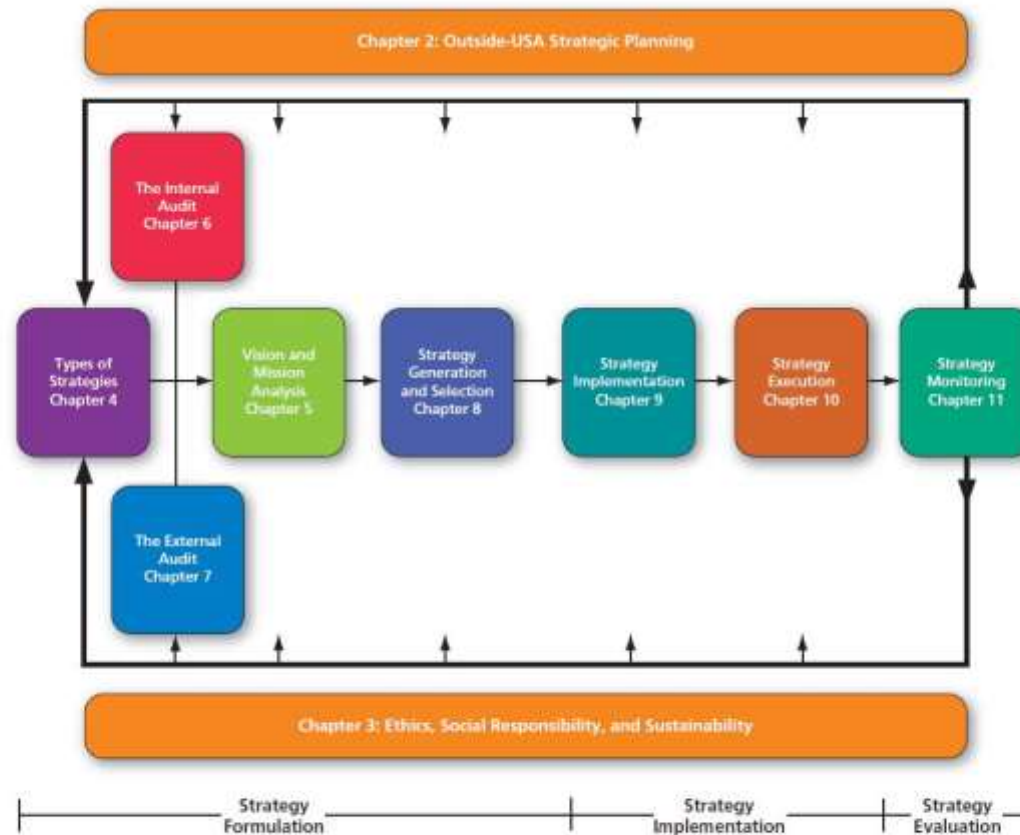 Chapter 2: Outside-USA Strategic Planning
The Internal
Audit
Chapter 6
Types of
Strategies
Chapter 4
Vision and
Mission
Analysis
Chapter 5
Strategy
Generation
and Selection
Chapter 8
Strategy
Implementation
Chapter 9
Strategy
Execution
Chapter 10
Strategy
Monitoring
Chapter 11
The External
Audit
Chapter 7
Chapter 3: Ethics, Social Responsibility, and Sustainability
Strategy
Formulation
Strategy
Implementation
Strategy
Evaluation